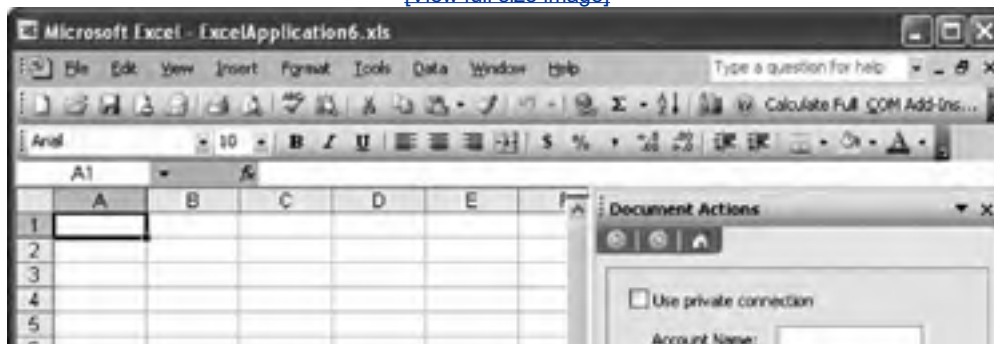 [View full size image]
Microsoft Excel - ExcelApplication6.xls
File Edit View Insert Format Tools Data Window Help Type a question for help
Calculate Full COM Add-Ins...
Arial 10 B I U $ % ,
A1 fx
A B C D E F
Document Actions
1
2
3
4
5
Use private connection
Account Name: